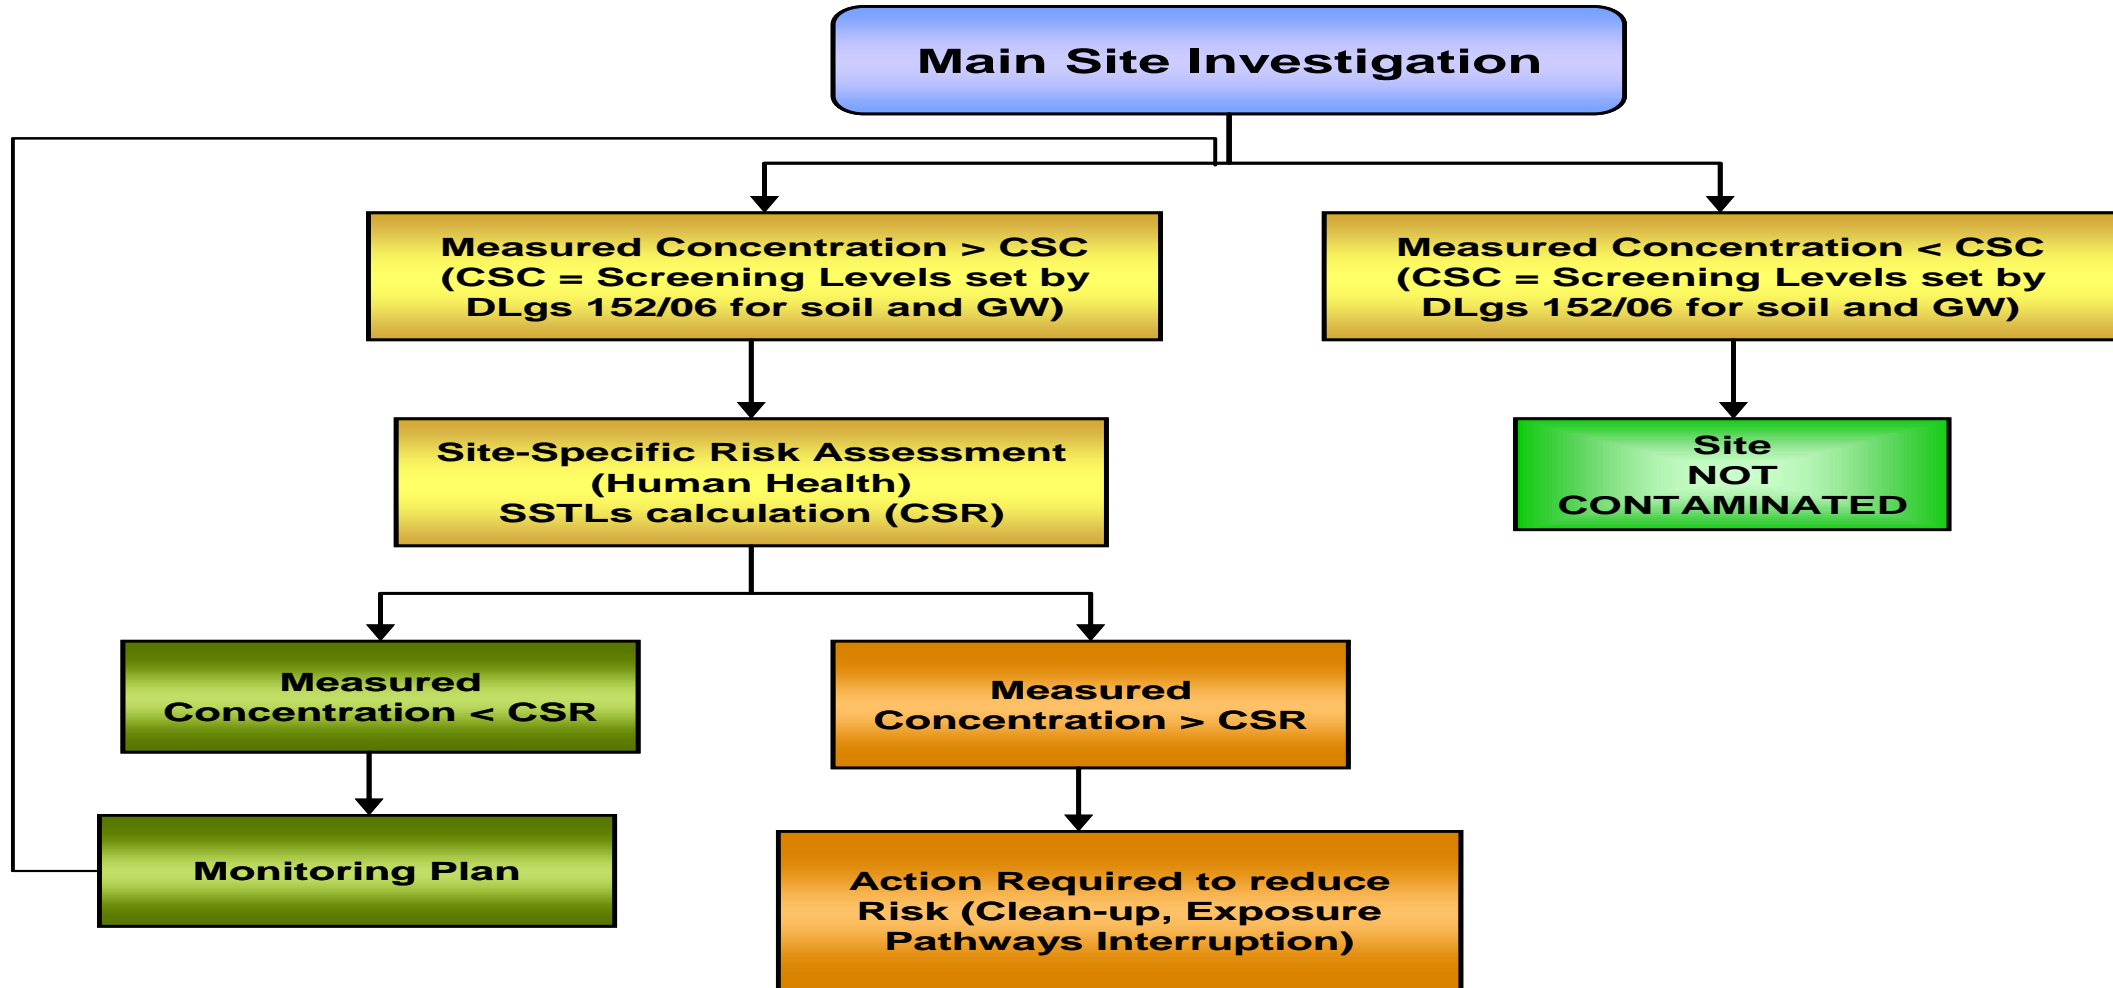 Main Site Investigation
Measured Concentration > CSC
(CSC = Screening Levels set by
DLgs 152/06 for soil and GW)
Measured Concentration < CSC
(CSC = Screening Levels set by
DLgs 152/06 for soil and GW)
Site-Specific Risk Assessment
(Human Health)
SSTLs calculation (CSR)
Site
NOT
CONTAMINATED
Measured
Concentration < CSR
Measured
Concentration > CSR
Monitoring Plan
Action Required to reduce
Risk (Clean-up, Exposure
Pathways Interruption)